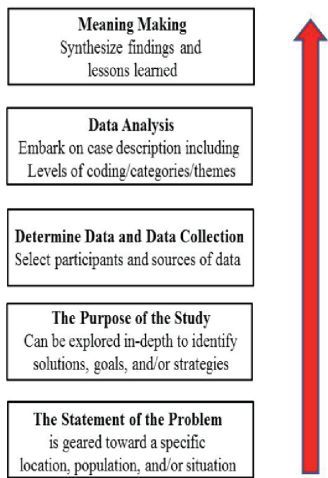 Meaning Making
Synthesize findings and
lessons learned
Data Analysis
Embark on case description including
Levels of coding/categories/themes
Determine Data and Data Collection
Select participants and sources of data
The Purpose of the Study
Can be explored in-depth to identify
solutions, goals, and/or strategies
The Statement of the Problem
is geared toward a specific
location, population, and/or situation